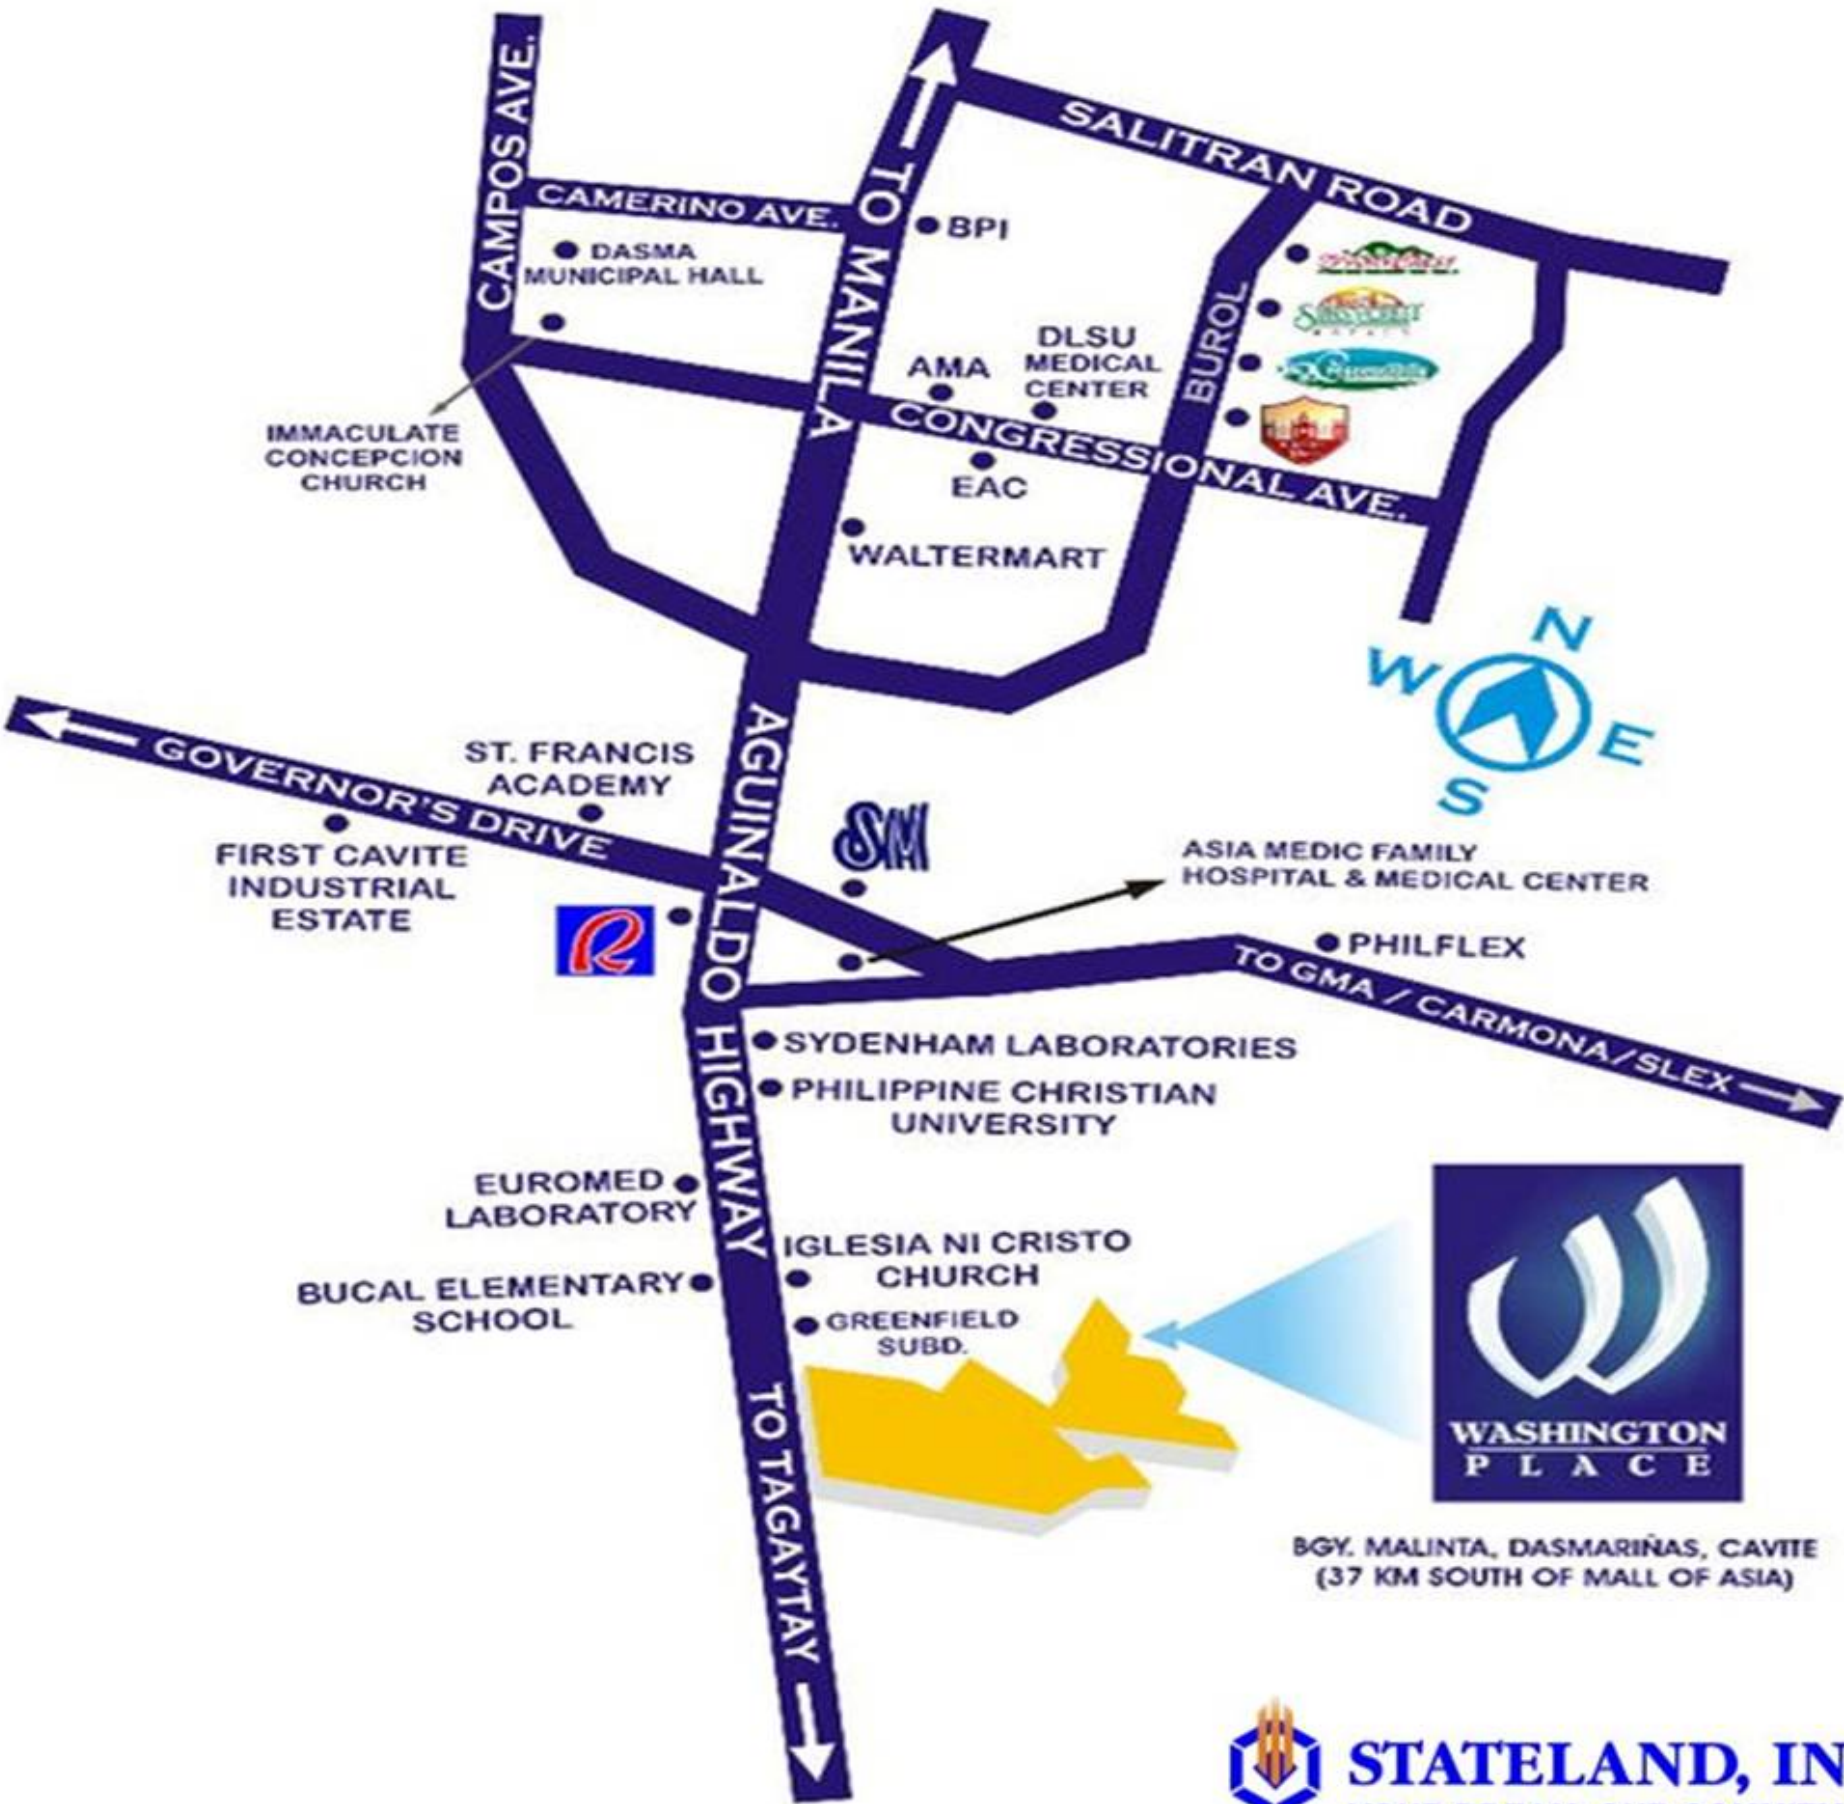 CAMPOS AVE.
SALITRAN ROAD
CAMERINO AVE.
TO MANILA
BPI
DASMA
MUNICIPAL HALL
BUROL
DLSU
MEDICAL
CENTER
AMA
CONGRESSIONAL AVE.
IMMACULATE
CONCEPCION
CHURCH
EAC
WALTERMART
N
W
E
S
GOVERNOR'S DRIVE
ST. FRANCIS
ACADEMY
AGUINALDO HIGHWAY
SM
FIRST CAVITE
INDUSTRIAL
ESTATE
R
ASIA MEDIC FAMILY
HOSPITAL & MEDICAL CENTER
PHILFLEX
TO GMA / CARMONA/SLEX
SYDENHAM LABORATORIES
PHILIPPINE CHRISTIAN
UNIVERSITY
EUROMED
LABORATORY
IGLESIA NI CRISTO
CHURCH
BUCAL ELEMENTARY
SCHOOL
GREENFIELD
SUBD.
TO TAGAYTAY
WASHINGTON
PLACE
BGY. MALINTA, DASMARIÑAS, CAVITE
(37 KM SOUTH OF MALL OF ASIA)
STATELAND, IN